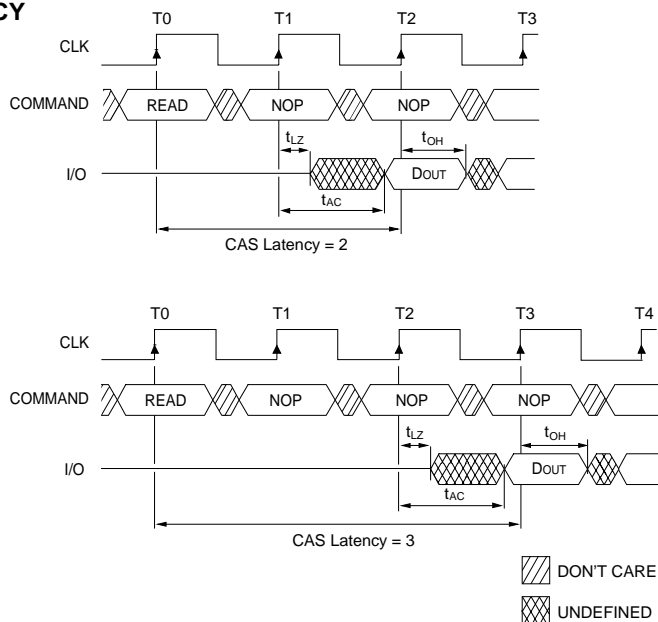 CY
T0 T1 T2 T3
CLK
COMMAND READ NOP NOP
tLZ tOH
I/O DOUT
tAC
CAS Latency = 2
T0 T1 T2 T3 T4
CLK
COMMAND READ NOP NOP NOP
tLZ tOH
I/O DOUT
tAC
CAS Latency = 3
DON'T CARE
UNDEFINED